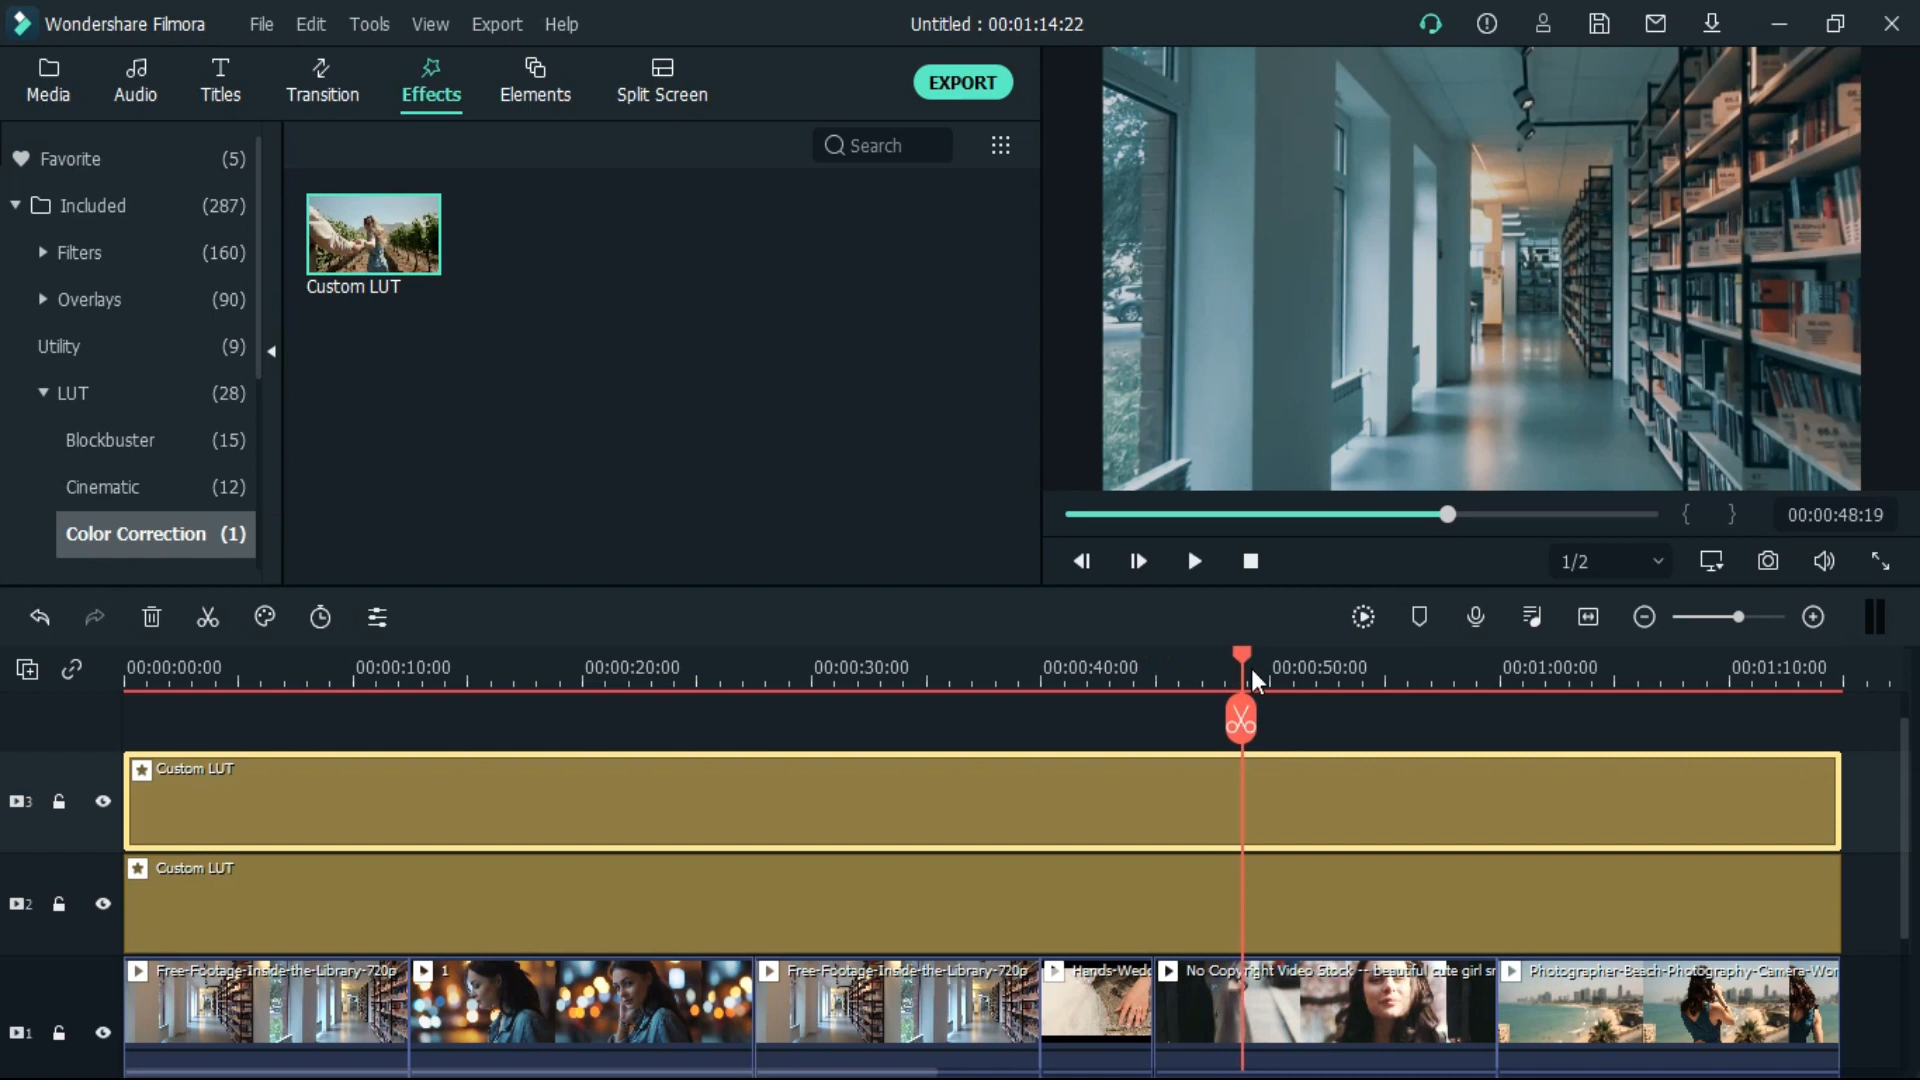 Wondershare Filmora File Edit Tools View Export Help Untitled : 00:01:14:22
Media Audio Titles Transition Effects Elements Split Screen EXPORT
Search
Favorite (5)
Included (287)
Filters (160)
Overlays (90)
Utility (9)
LUT (28)
Blockbuster (15)
Cinematic (12)
Color Correction (1)
Custom LUT
00:00:48:19
1/2
00:00:00:00 00:00:10:00 00:00:20:00 00:00:30:00 00:00:40:00 00:00:50:00 00:01:00:00 00:01:10:00
Custom LUT
3
Custom LUT
2
Free-Footage-Inside-the-Library-720p 1 Free-Footage-Inside-the-Library-720p Hands-Wedd No Copyright Video Stock -- beautiful cute girl sr Photographer-Beach-Photography-Camera-Wor
1